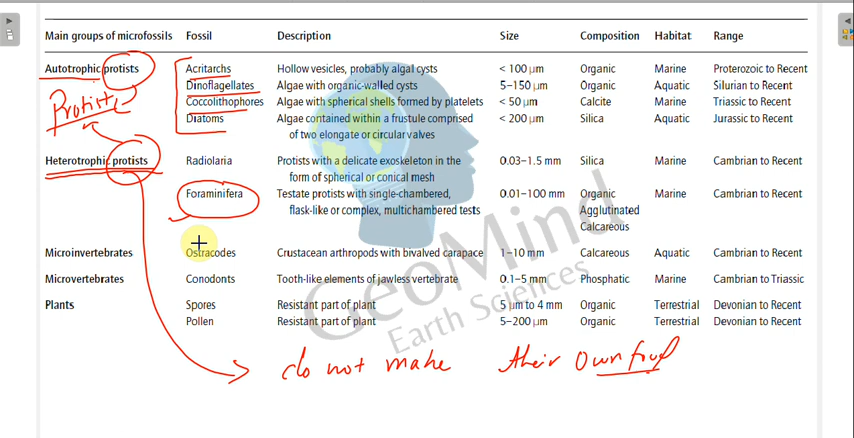 Main groups of microfossils Fossil Description Size Composition Habitat Range
Autotrophic protists Acritarchs Hollow vesicles, probably algal cysts < 100 μm Organic Marine Proterozoic to Recent
Dinoflagellates Algae with organic-walled cysts 5–150 μm Organic Aquatic Silurian to Recent
Protists Coccolithophores Algae with spherical shells formed by platelets < 50 μm Calcite Marine Triassic to Recent
Diatoms Algae contained within a frustule comprised < 200 μm Silica Aquatic Jurassic to Recent
of two elongate or circular valves
Heterotrophic protists Radiolaria Protists with a delicate exoskeleton in the 0.03–1.5 mm Silica Marine Cambrian to Recent
form of spherical or conical mesh
Foraminifera Testate protists with single-chambered, 0.01–100 mm Organic Marine Cambrian to Recent
flask-like or complex, multichambered tests Agglutinated
Calcareous
Microinvertebrates Ostracodes Crustacean arthropods with bivalved carapace 1–10 mm Calcareous Aquatic Cambrian to Recent
Microvertebrates Conodonts Tooth-like elements of jawless vertebrate 0.1–5 mm Phosphatic Marine Cambrian to Triassic
Plants Spores Resistant part of plant 5 μm to 4 mm Organic Terrestrial Devonian to Recent
Pollen Resistant part of plant 5–200 μm Organic Terrestrial Devonian to Recent
GeoMind
Earth Sciences
do not make their own food